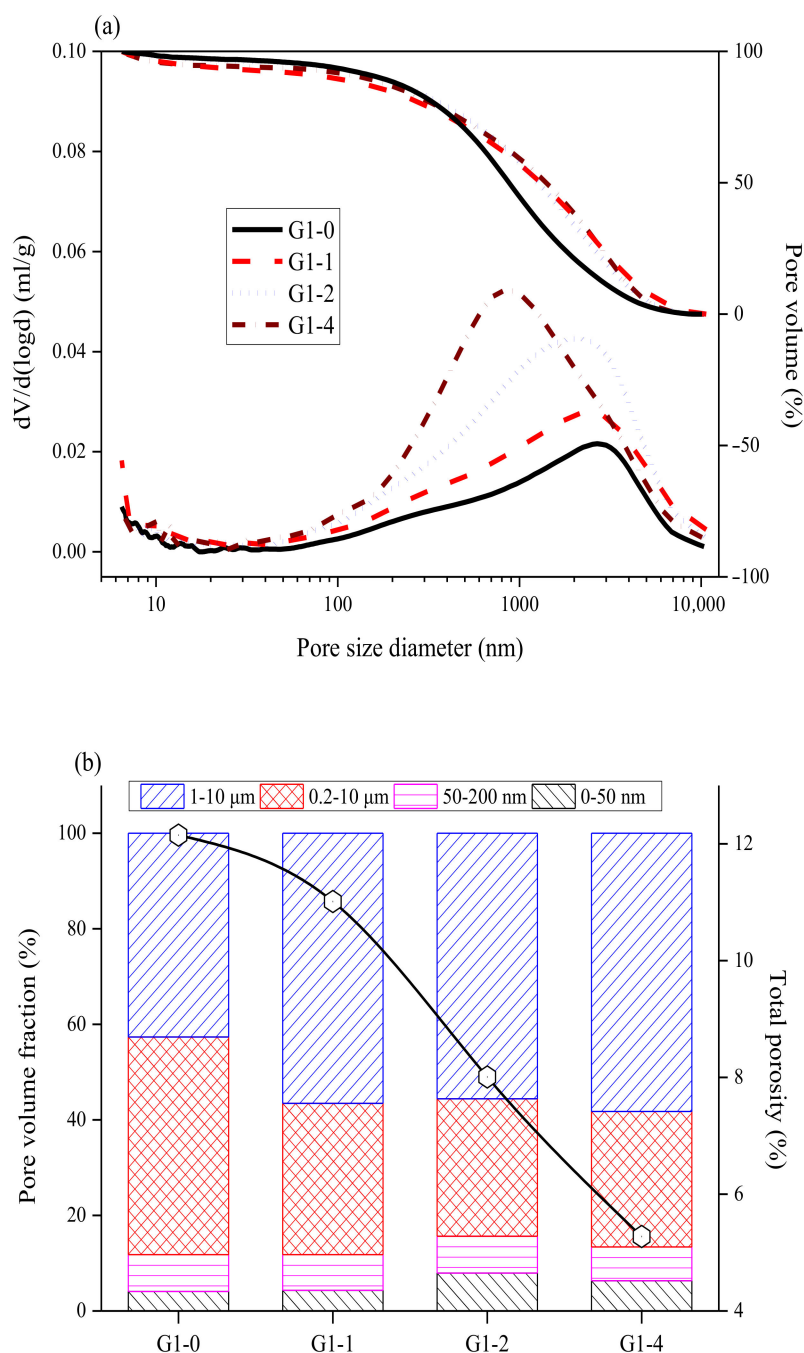 (a)
0.10
0.08
0.06
0.04
0.02
0.00
dV/d(logd) (ml/g)
100
50
0
-50
-100
Pore volume (%)
G1-0
G1-1
G1-2
G1-4
10
100
1000
10,000
Pore size diameter (nm)
(b)
1-10 μm
0.2-10 μm
50-200 nm
0-50 nm
100
80
60
40
20
0
Pore volume fraction (%)
12
10
8
6
4
Total porosity (%)
G1-0
G1-1
G1-2
G1-4